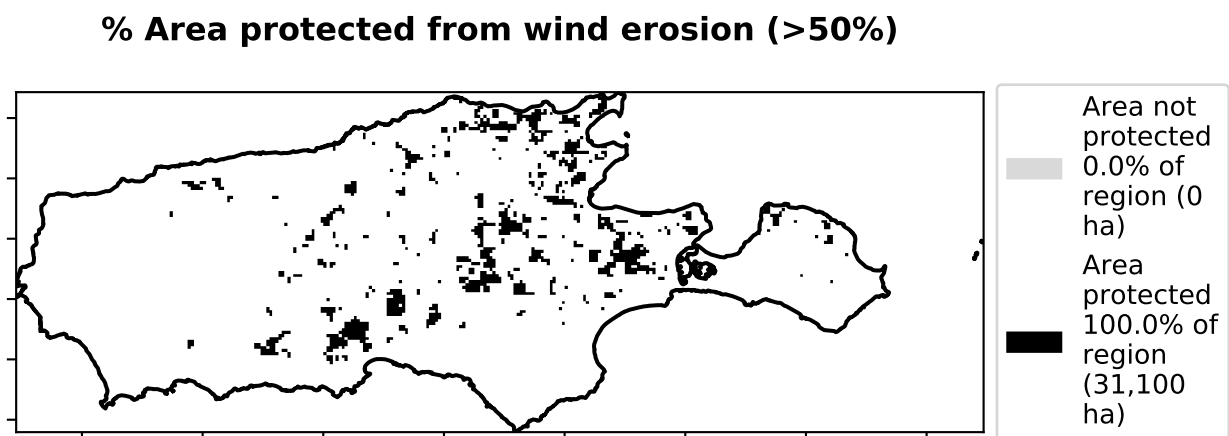 % Area protected from wind erosion (>50%)
Area not
protected
0.0% of
region (0
ha)
Area
protected
100.0% of
region
(31,100
ha)